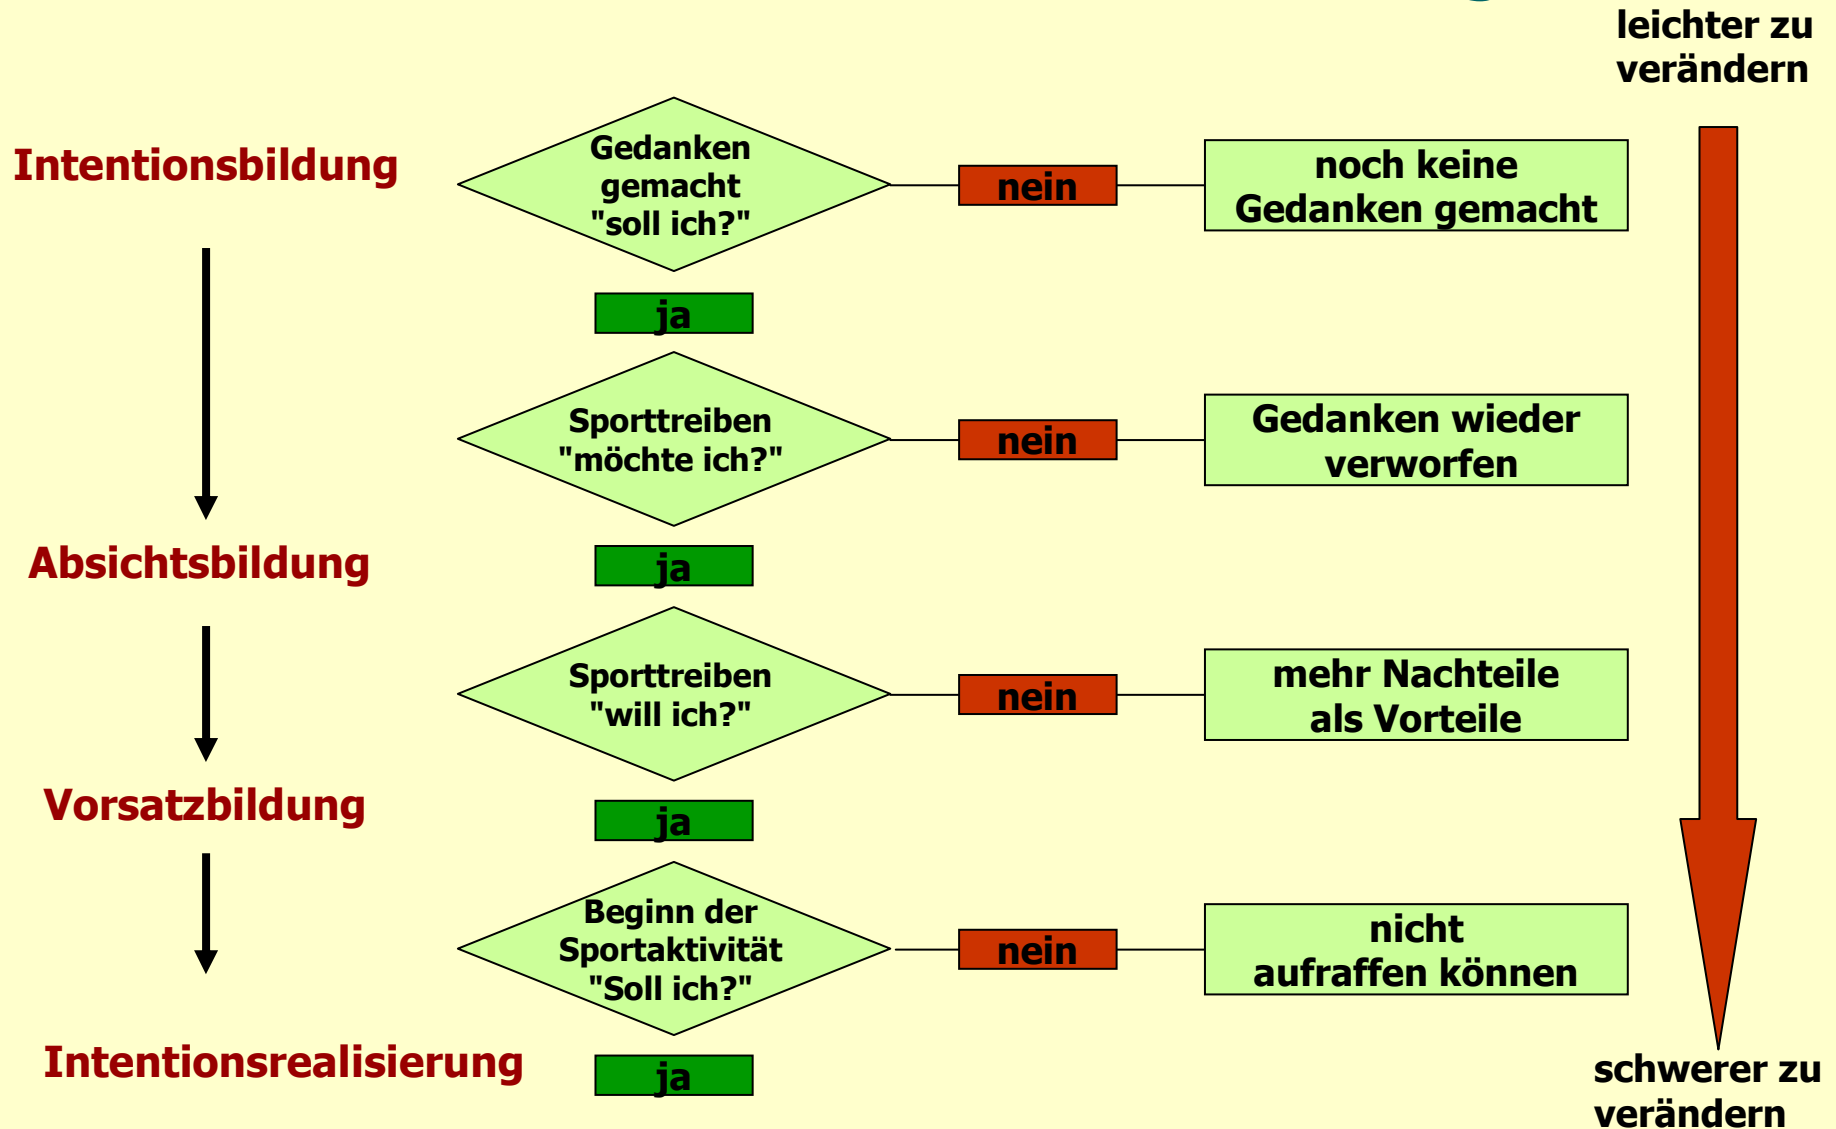 leichter zu
verändern
Intentionsbildung
Gedanken
gemacht
"soll ich?"
nein
noch keine
Gedanken gemacht
ja
Sporttreiben
"möchte ich?"
nein
Gedanken wieder
verworfen
Absichtsbildung
ja
Sporttreiben
"will ich?"
nein
mehr Nachteile
als Vorteile
Vorsatzbildung
ja
Beginn der
Sportaktivität
"Soll ich?"
nein
nicht
aufraffen können
Intentionsrealisierung
ja
schwerer zu
verändern